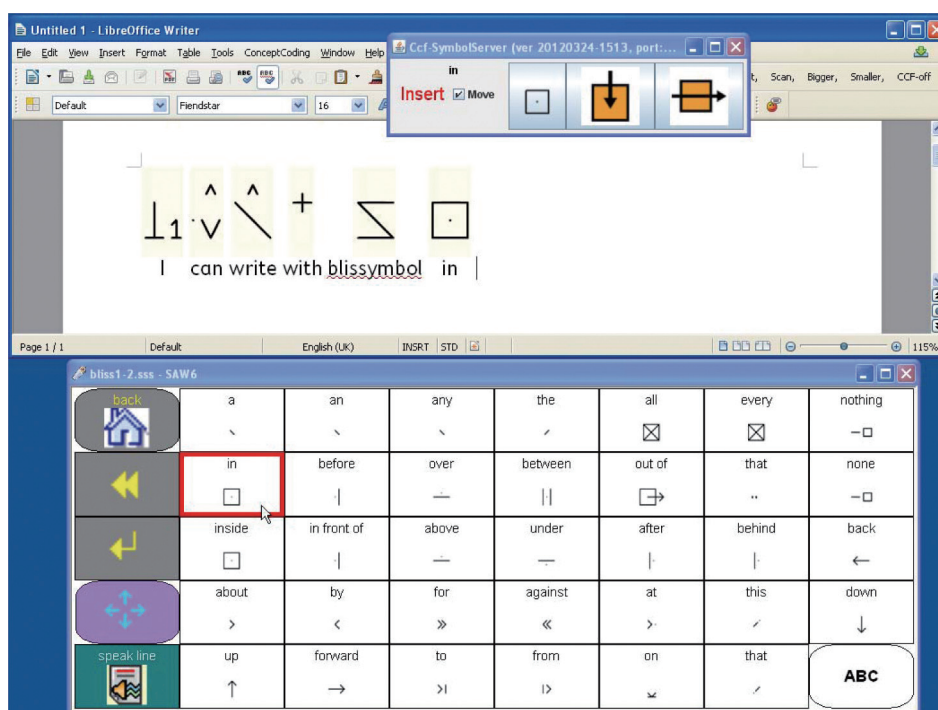 Untitled 1 - LibreOffice Writer
File Edit View Insert Format Table Tools ConceptCoding Window Help
Ccf-SymbolServer (ver 20120324-1513, port:...
in
Insert Move
t, Scan, Bigger, Smaller, CCF-off
Default Fiendstar 16
1
I can write with blissymbol in
Page 1 / 1 Default English (UK) INSRT STD 115%
bliss1-2.sss - SAW6
back a an any the all every nothing
in before over between out of that none
inside in front of above under after behind back
about by for against at this down
speak line up forward to from on that ABC